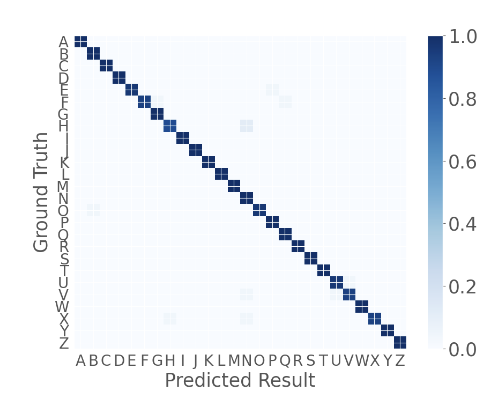 Ground Truth
A
B
C
D
E
F
G
H
I
J
K
L
M
N
O
P
Q
R
S
T
U
V
W
X
Y
Z
A B C D E F G H I J K L M N O P Q R S T U V W X Y Z
Predicted Result
1.0
0.8
0.6
0.4
0.2
0.0